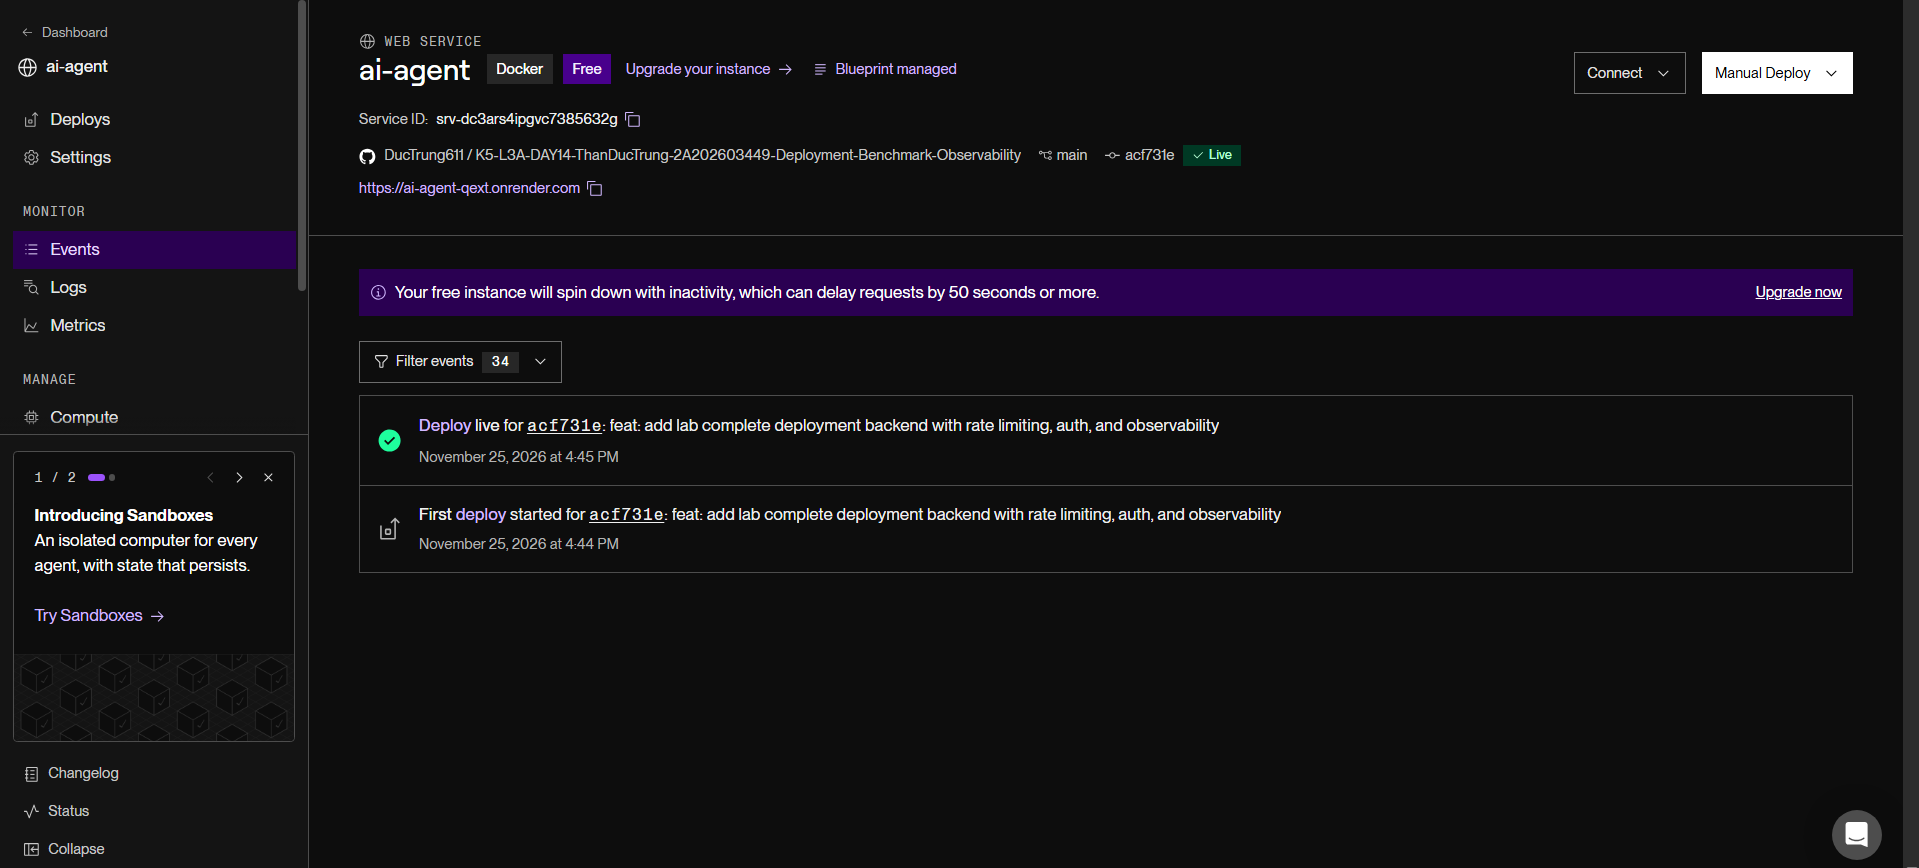 Dashboard
ai-agent
Deploys
Settings
MONITOR
Events
Logs
Metrics
MANAGE
Compute
1 / 2
Introducing Sandboxes
An isolated computer for every
agent, with state that persists.
Try Sandboxes
Changelog
Status
Collapse
WEB SERVICE
ai-agent Docker Free Upgrade your instance Blueprint managed
Connect Manual Deploy
Service ID: srv-dc3ars4ipgvc7385632g
DucTrung611 / K5-L3A-DAY14-ThanDucTrung-2A202603449-Deployment-Benchmark-Observability main acf731e Live
https://ai-agent-qext.onrender.com
Your free instance will spin down with inactivity, which can delay requests by 50 seconds or more. Upgrade now
Filter events 34
Deploy live for acf731e: feat: add lab complete deployment backend with rate limiting, auth, and observability
November 25, 2026 at 4:45 PM
First deploy started for acf731e: feat: add lab complete deployment backend with rate limiting, auth, and observability
November 25, 2026 at 4:44 PM